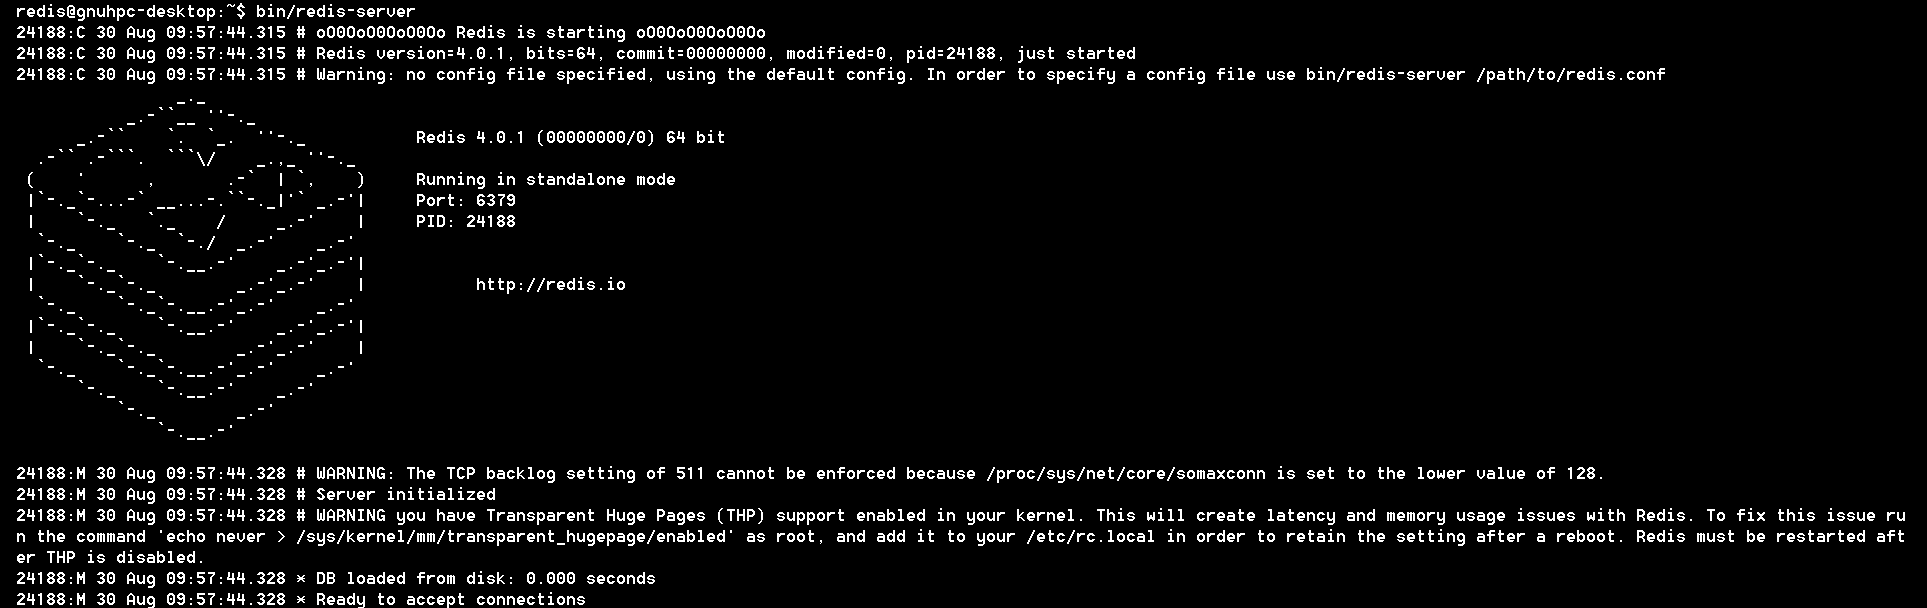 redis@gnuhpc-desktop:~$ bin/redis-server
24188:C 30 Aug 09:57:44.315 # oO0OoO0OoO0Oo Redis is starting oO0OoO0OoO0Oo
24188:C 30 Aug 09:57:44.315 # Redis version=4.0.1, bits=64, commit=00000000, modified=0, pid=24188, just started
24188:C 30 Aug 09:57:44.315 # Warning: no config file specified, using the default config. In order to specify a config file use bin/redis-server /path/to/redis.conf
Redis 4.0.1 (00000000/0) 64 bit
Running in standalone mode
Port: 6379
PID: 24188
http://redis.io
24188:M 30 Aug 09:57:44.328 # WARNING: The TCP backlog setting of 511 cannot be enforced because /proc/sys/net/core/somaxconn is set to the lower value of 128.
24188:M 30 Aug 09:57:44.328 # Server initialized
24188:M 30 Aug 09:57:44.328 # WARNING you have Transparent Huge Pages (THP) support enabled in your kernel. This will create latency and memory usage issues with Redis. To fix this issue ru
n the command 'echo never > /sys/kernel/mm/transparent_hugepage/enabled' as root, and add it to your /etc/rc.local in order to retain the setting after a reboot. Redis must be restarted aft
er THP is disabled.
24188:M 30 Aug 09:57:44.328 * DB loaded from disk: 0.000 seconds
24188:M 30 Aug 09:57:44.328 * Ready to accept connections